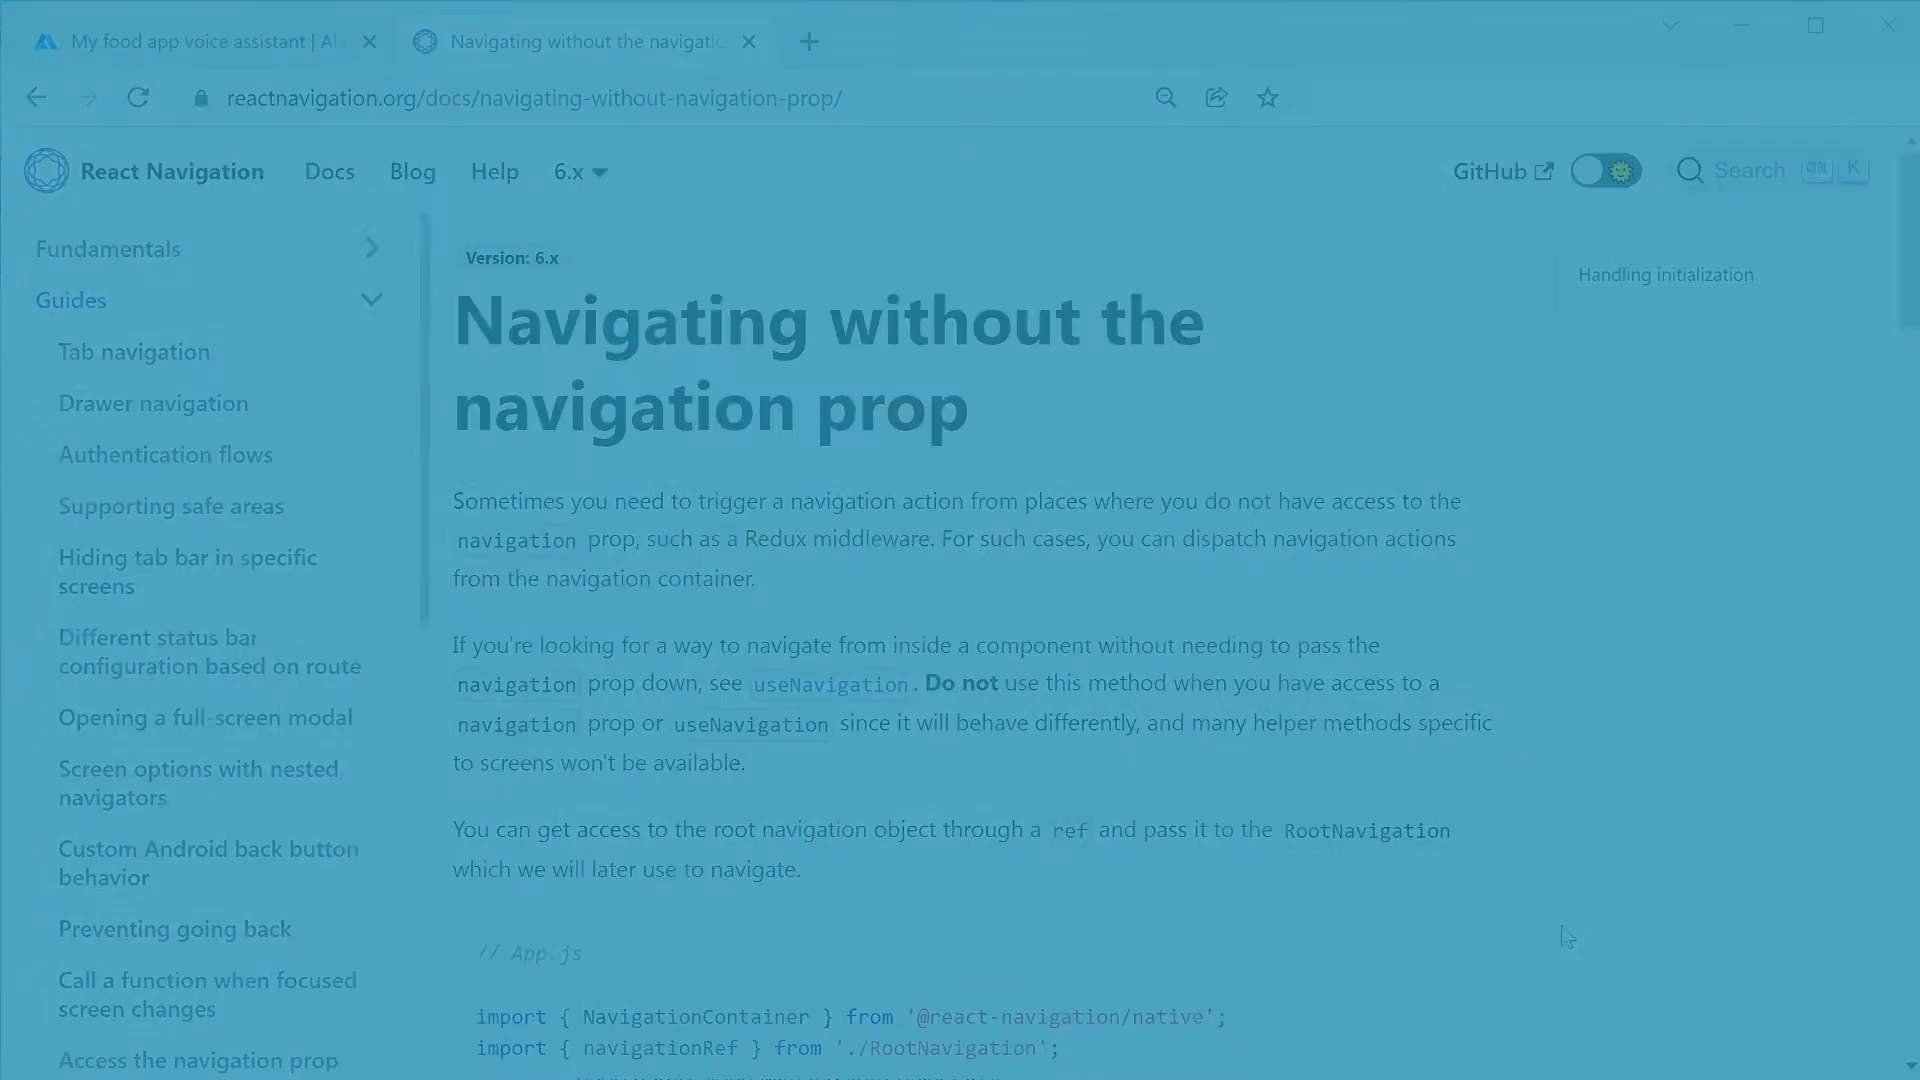 My food app voice assistant | Al
Navigating without the navigati
reactnavigation.org/docs/navigating-without-navigation-prop/
React Navigation
Docs
Blog
Help
6.x
GitHub
Search
CTRL
K
Fundamentals
Guides
Tab navigation
Drawer navigation
Authentication flows
Supporting safe areas
Hiding tab bar in specific
screens
Different status bar
configuration based on route
Opening a full-screen modal
Screen options with nested
navigators
Custom Android back button
behavior
Preventing going back
Call a function when focused
screen changes
Access the navigation prop
Version: 6.x
Navigating without the
navigation prop
Sometimes you need to trigger a navigation action from places where you do not have access to the
navigation prop, such as a Redux middleware. For such cases, you can dispatch navigation actions
from the navigation container.
If you're looking for a way to navigate from inside a component without needing to pass the
navigation prop down, see useNavigation. Do not use this method when you have access to a
navigation prop or useNavigation since it will behave differently, and many helper methods specific
to screens won't be available.
You can get access to the root navigation object through a ref and pass it to the RootNavigation
which we will later use to navigate.
// App.js
import { NavigationContainer } from '@react-navigation/native';
import { navigationRef } from './RootNavigation';
Handling initialization